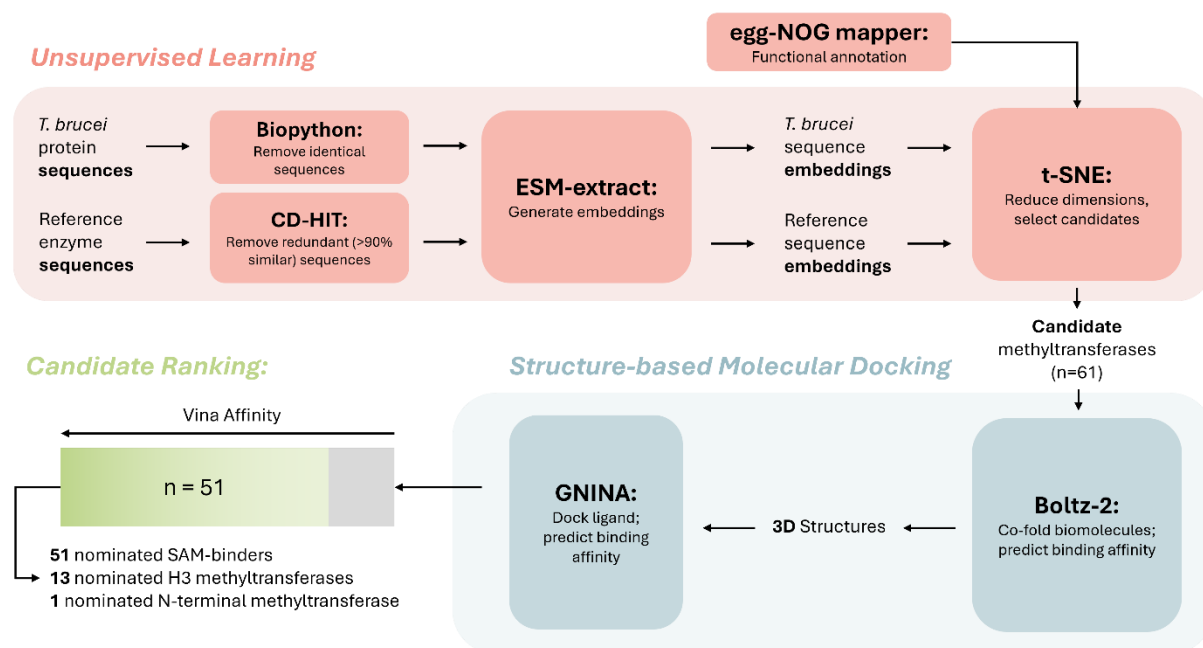 egg-NOG mapper:
Functional annotation
Unsupervised Learning
T. brucei
protein
sequences
Biopython:
Remove identical
sequences
Reference
enzyme
sequences
CD-HIT:
Remove redundant (>90%
similar) sequences
ESM-extract:
Generate embeddings
T. brucei
sequence
embeddings
Reference
sequence
embeddings
t-SNE:
Reduce dimensions,
select candidates
Candidate
methyltransferases
(n=61)
Structure-based Molecular Docking
Boltz-2:
Co-fold biomolecules;
predict binding affinity
3D Structures
GNINA:
Dock ligand;
predict binding
affinity
Candidate Ranking:
Vina Affinity
n = 51
51 nominated SAM-binders
13 nominated H3 methyltransferases
1 nominated N-terminal methyltransferase